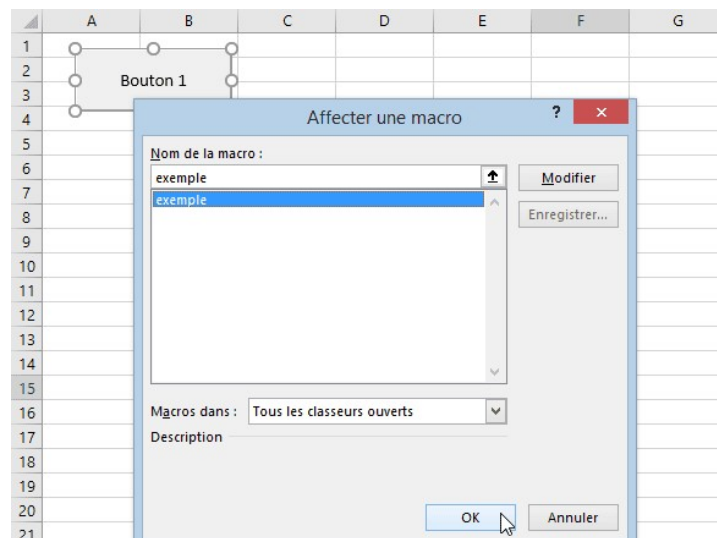 A B C D E F G
1
2
Bouton 1
3
4
Affecter une macro ? ×
5
Nom de la macro :
6
exemple Modifier
7
exemple
8
Enregistrer...
9
10
11
12
13
14
15
16
Macros dans : Tous les classeurs ouverts
17
Description
18
19
20
OK Annuler
21